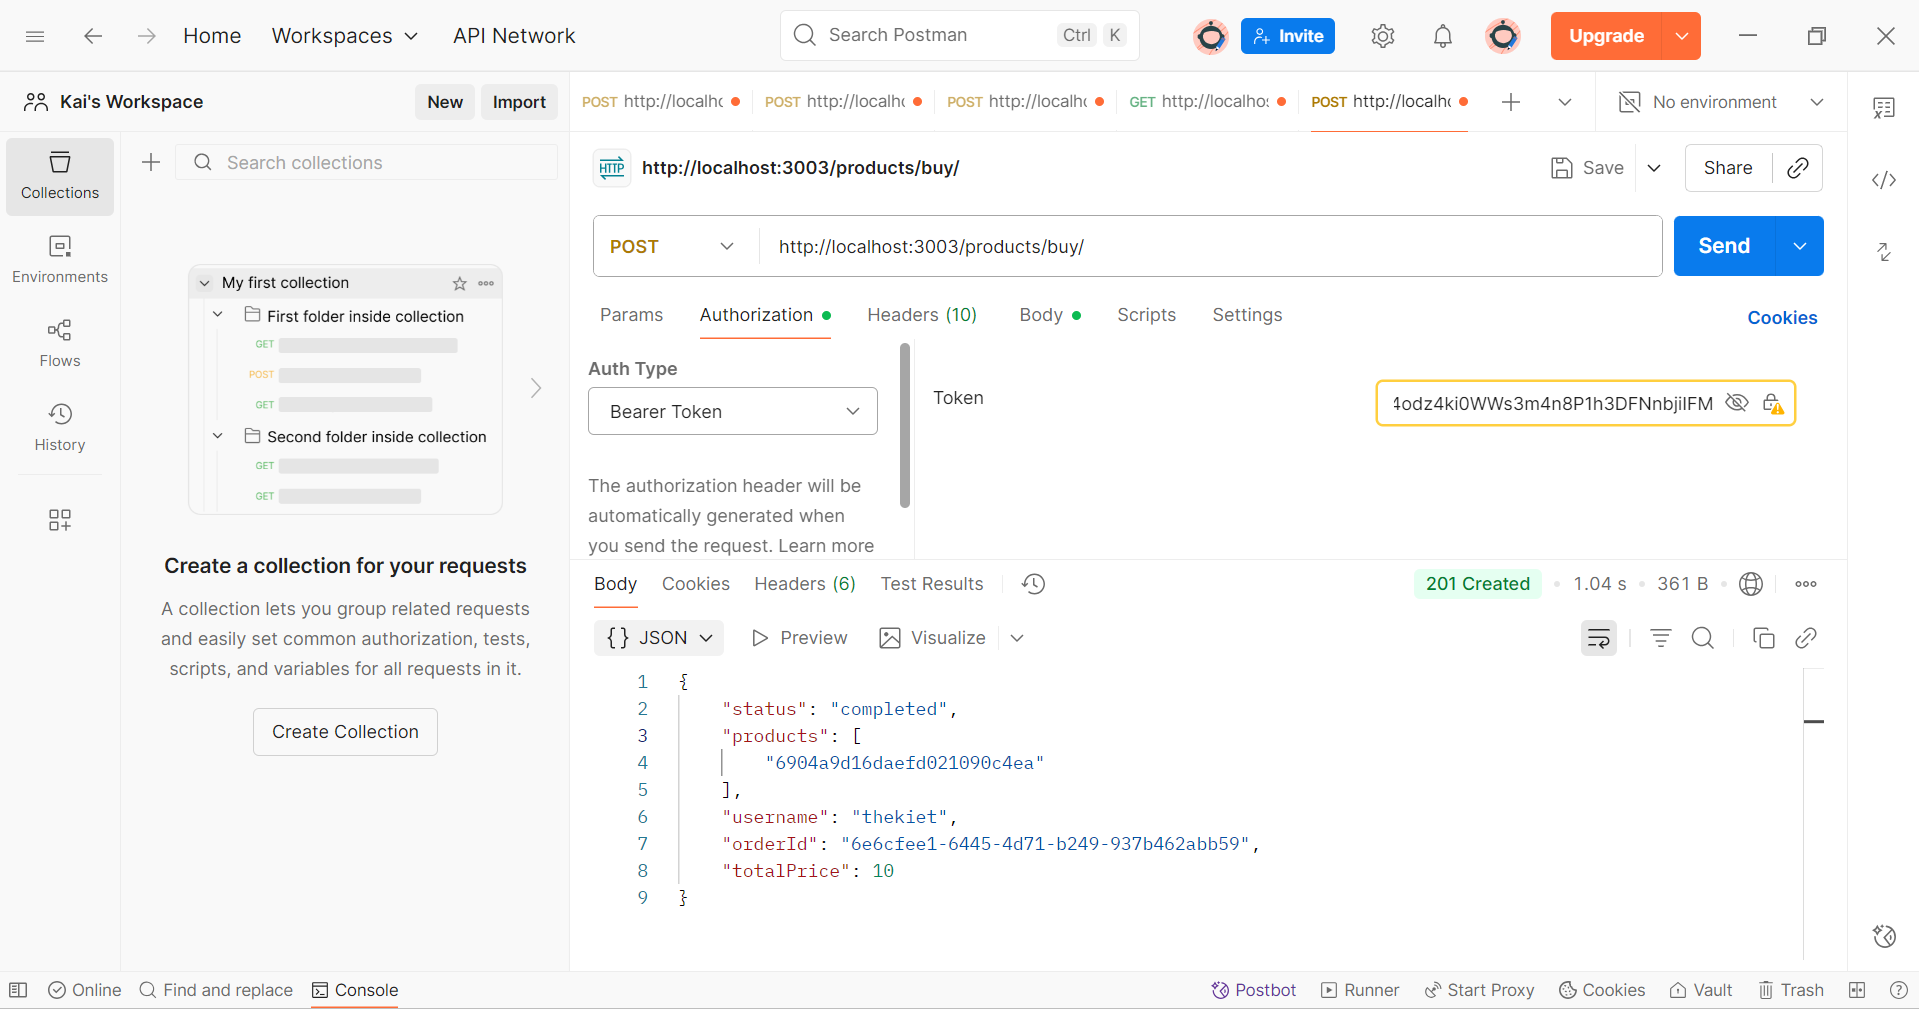 Home Workspaces API Network Search Postman Ctrl K Invite Upgrade
Kai's Workspace New Import
POST http://localhc POST http://localhc POST http://localhc GET http://localhos POST http://localhc No environment
Collections
Environments
Flows
History
Search collections
My first collection
First folder inside collection
GET
POST
GET
Second folder inside collection
GET
GET
Create a collection for your requests
A collection lets you group related requests
and easily set common authorization, tests,
scripts, and variables for all requests in it.
Create Collection
HTTP http://localhost:3003/products/buy/ Save Share
POST http://localhost:3003/products/buy/ Send
Params Authorization Headers (10) Body Scripts Settings Cookies
Auth Type
Bearer Token
The authorization header will be
automatically generated when
you send the request. Learn more
Token 4odz4ki0WWs3m4n8P1h3DFNnbjiIFM
Body Cookies Headers (6) Test Results 201 Created 1.04 s 361 B
{} JSON Preview Visualize
1 {
2 "status": "completed",
3 "products": [
4 "6904a9d16daefd021090c4ea"
5 ],
6 "username": "thekiet",
7 "orderId": "6e6cfee1-6445-4d71-b249-937b462abb59",
8 "totalPrice": 10
9 }
Online Find and replace Console Postbot Runner Start Proxy Cookies Vault Trash